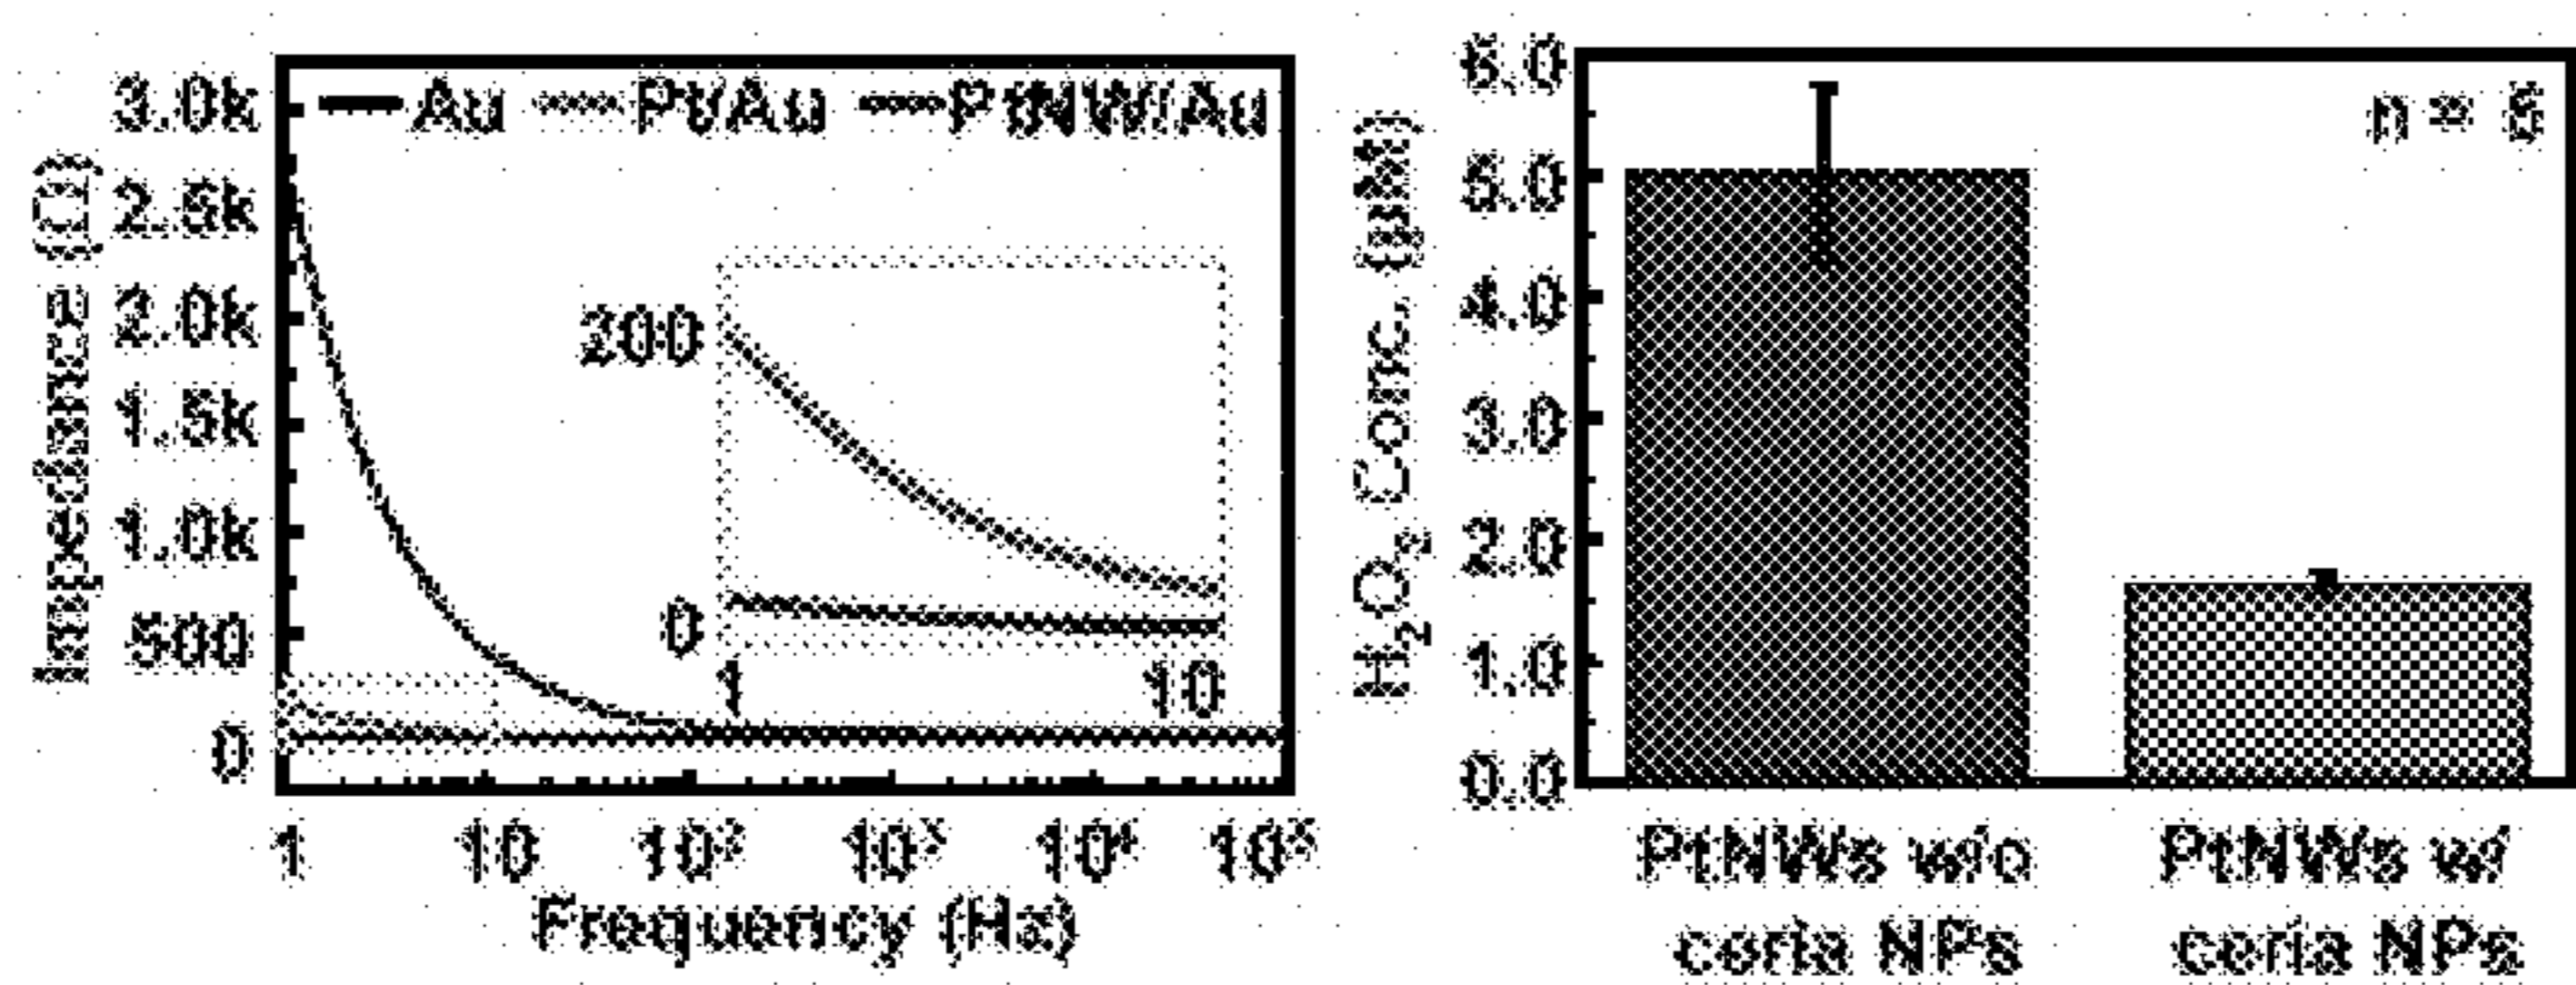 Impedance (Ω)
3.0k
2.5k
2.0k
1.5k
1.0k
500
0
Au Pt/Au PtNW/Au
200
0
1 10
1 10 10² 10³ 10⁴ 10⁵
Frequency (Hz)
H₂O₂ Conc. (μM)
6.0
5.0
4.0
3.0
2.0
1.0
0.0
n =
PtNWs w/o
ceria NPs
PtNWs w/
ceria NPs